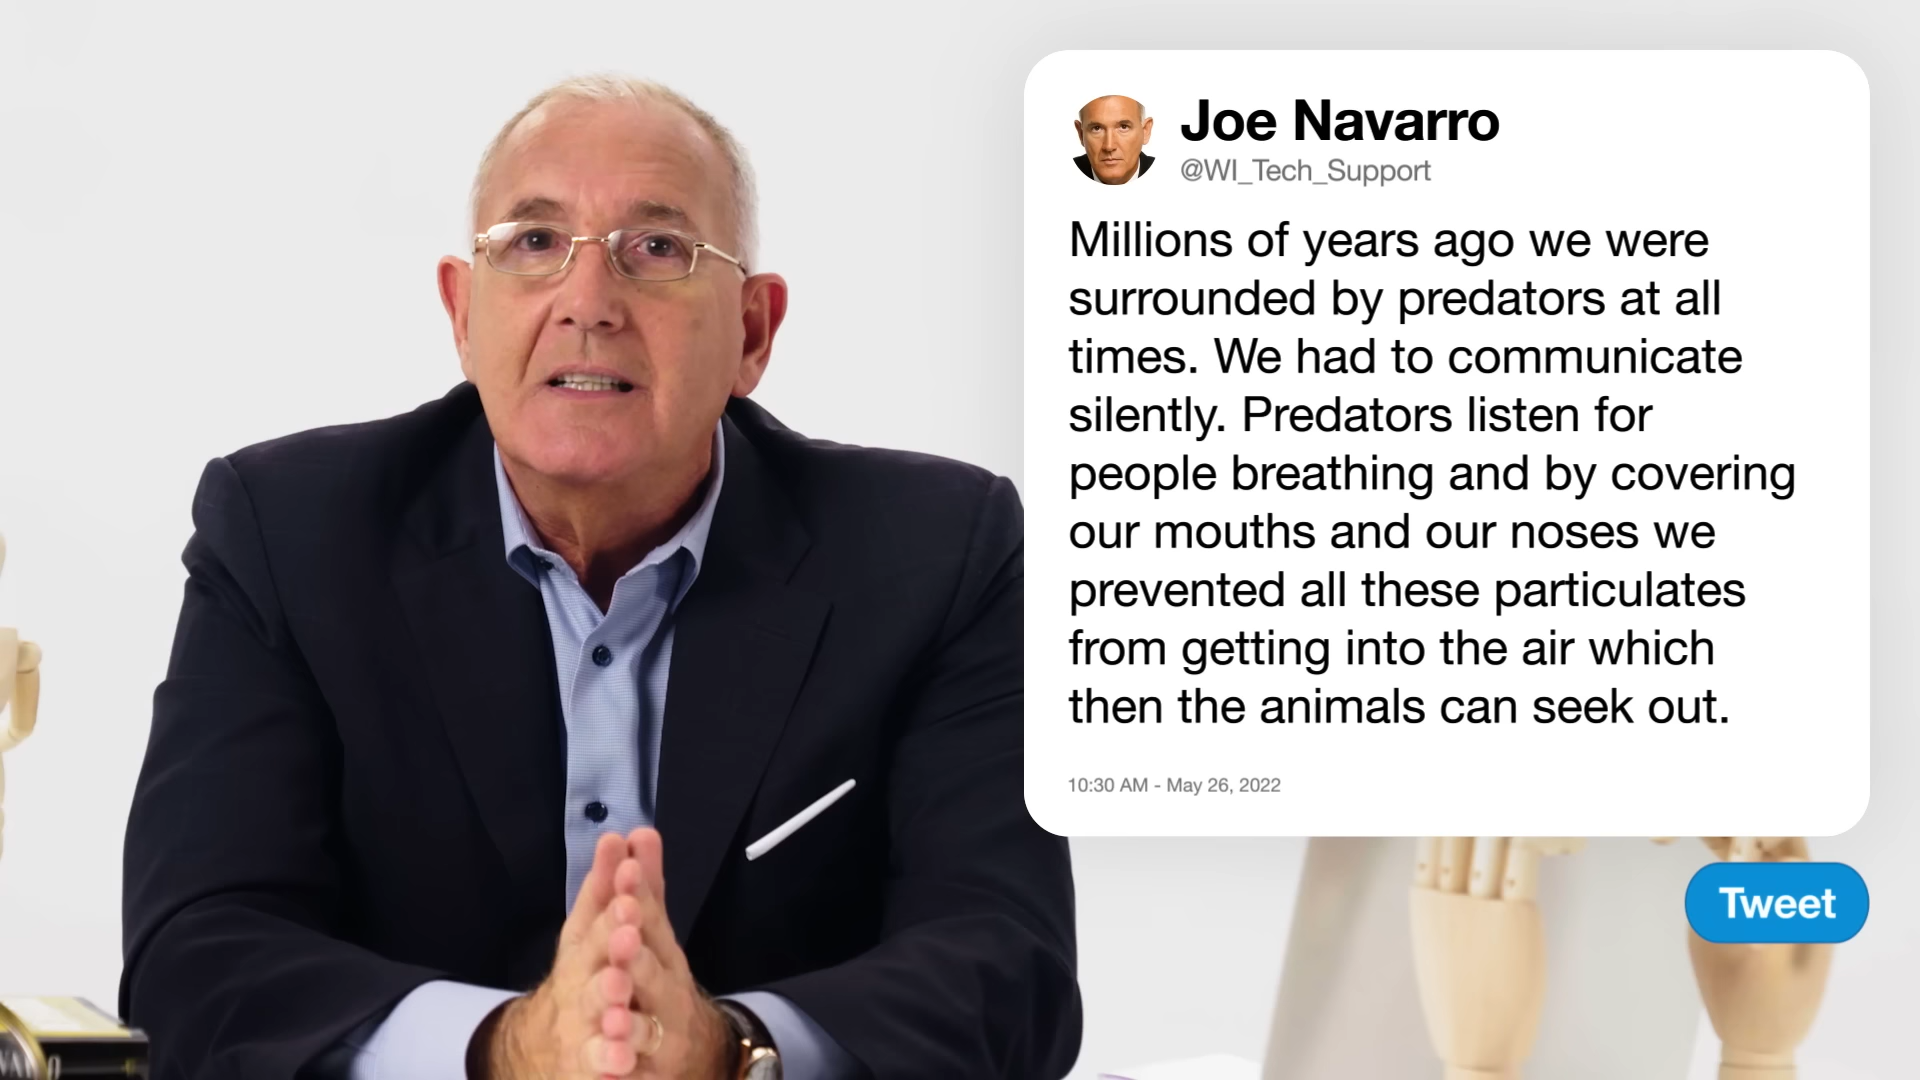 Joe Navarro
@WI_Tech_Support
Millions of years ago we were
surrounded by predators at all
times. We had to communicate
silently. Predators listen for
people breathing and by covering
our mouths and our noses we
prevented all these particulates
from getting into the air which
then the animals can seek out.
10:30 AM - May 26, 2022
Tweet